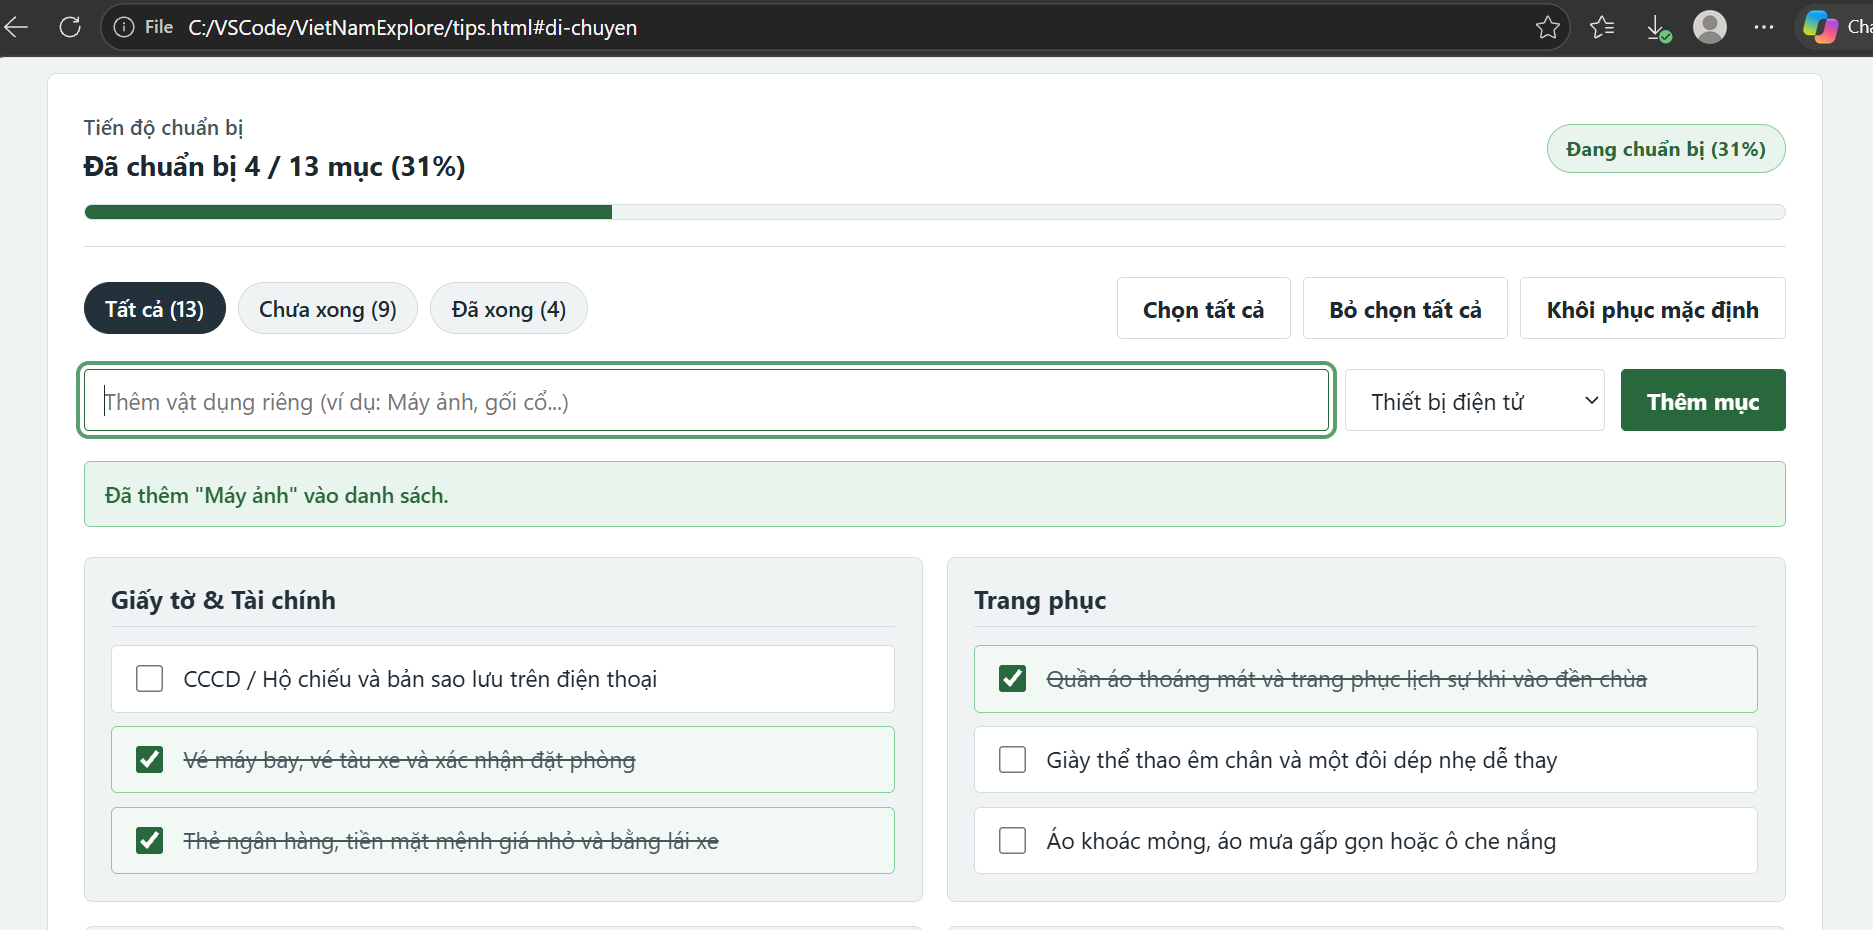 File C:/VSCode/VietNamExplore/tips.html#di-chuyen
Tiến độ chuẩn bị
Đã chuẩn bị 4 / 13 mục (31%)
Đang chuẩn bị (31%)
Tất cả (13)
Chưa xong (9)
Đã xong (4)
Chọn tất cả
Bỏ chọn tất cả
Khôi phục mặc định
Thêm vật dụng riêng (ví dụ: Máy ảnh, gối cổ...)
Thiết bị điện tử
Thêm mục
Đã thêm "Máy ảnh" vào danh sách.
Giấy tờ & Tài chính
CCCD / Hộ chiếu và bản sao lưu trên điện thoại
Vé máy bay, vé tàu xe và xác nhận đặt phòng
Thẻ ngân hàng, tiền mặt mệnh giá nhỏ và bằng lái xe
Trang phục
Quần áo thoáng mát và trang phục lịch sự khi vào đền chùa
Giày thể thao êm chân và một đôi dép nhẹ dễ thay
Áo khoác mỏng, áo mưa gấp gọn hoặc ô che nắng